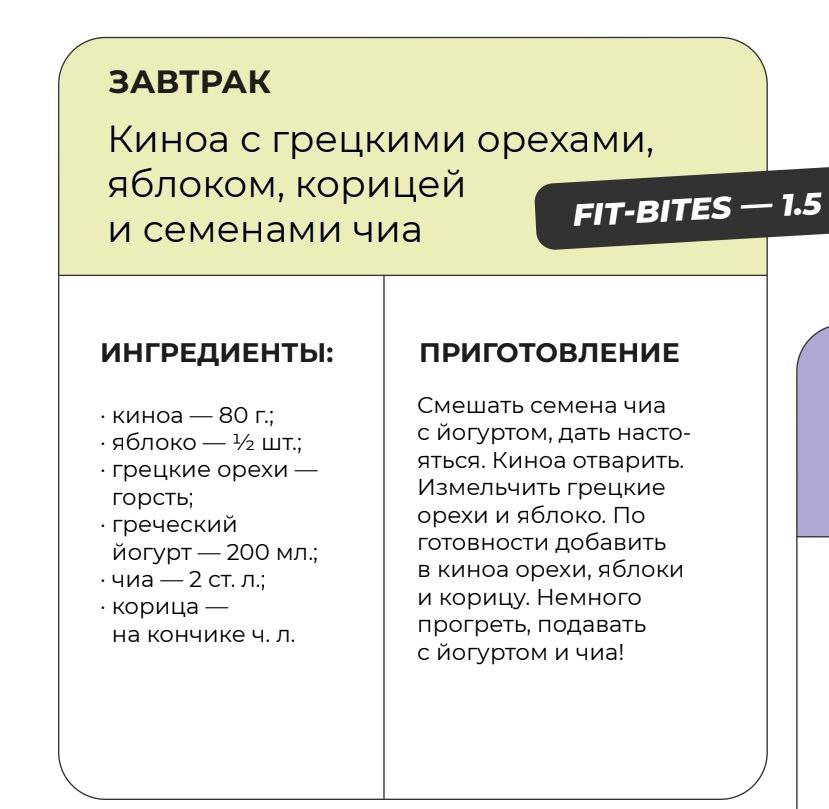 ЗАВТРАК
Киноа с грецкими орехами,
яблоком, корицей
и семенами чиа
FIT-BITES — 1.5
ИНГРЕДИЕНТЫ:
· киноа — 80 г.;
· яблоко — ½ шт.;
· грецкие орехи —
горсть;
· греческий
йогурт — 200 мл.;
· чиа — 2 ст. л.;
· корица —
на кончике ч. л.
ПРИГОТОВЛЕНИЕ
Смешать семена чиа
с йогуртом, дать насто-
яться. Киноа отварить.
Измельчить грецкие
орехи и яблоко. По
готовности добавить
в киноа орехи, яблоки
и корицу. Немного
прогреть, подавать
с йогуртом и чиа!